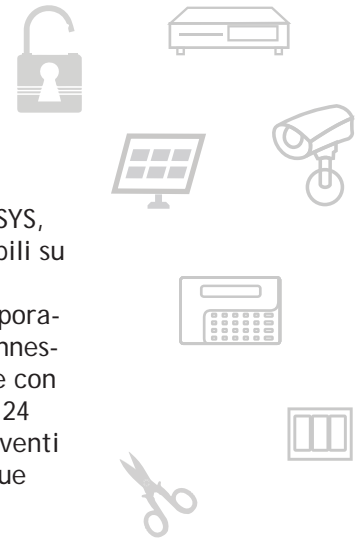 SYS,
bili su
pora-
nnes-
e con
24
venti
ue